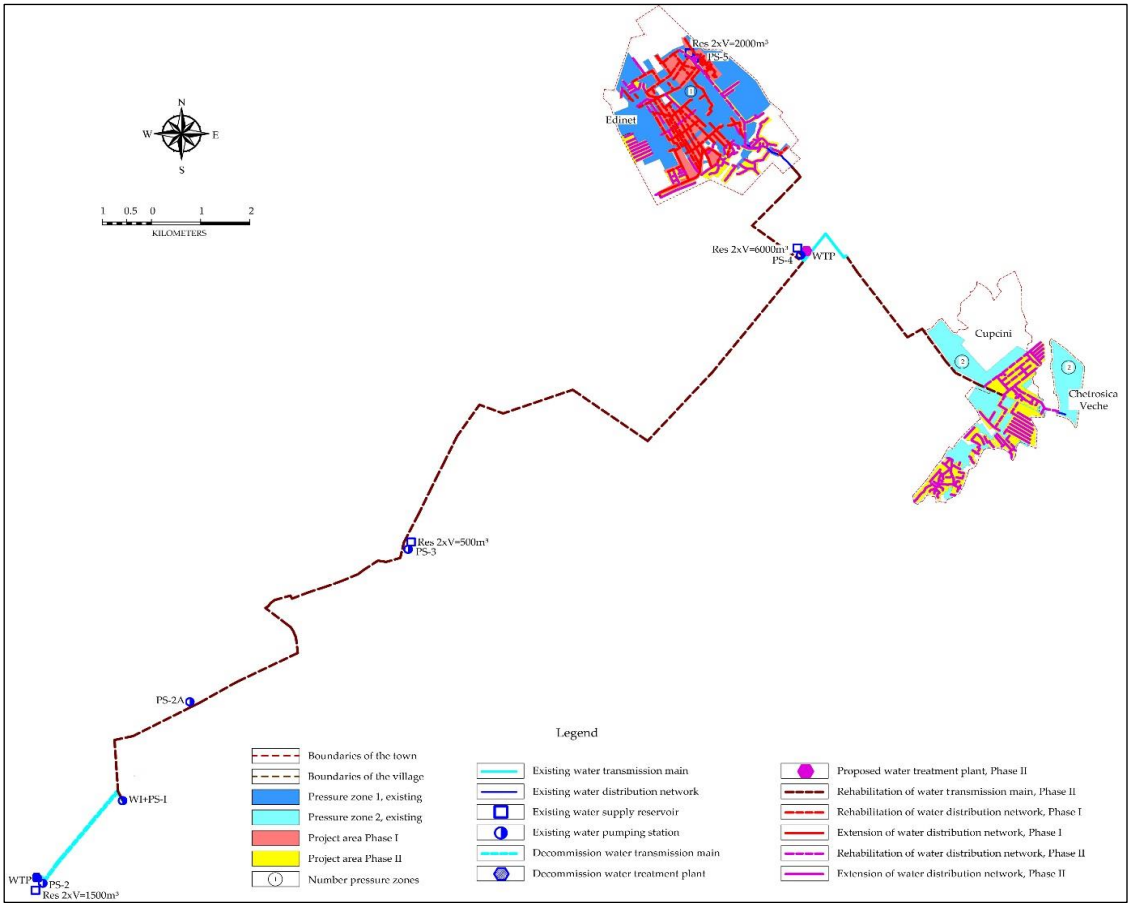 Res 2xV=2000m³
PS-5
1
Edinet
N
W E
S
1 0.5 0 1 2
KILOMETERS
Res 2xV=6000m³
PS-4 WTP
Cupcini
2
2
Chetrosica
Veche
Res 2xV=500m³
PS-3
PS-2A
WI+PS-I
WTP
PS-2
Res 2xV=1500m³
Legend
Boundaries of the town
Boundaries of the village
Pressure zone 1, existing
Pressure zone 2, existing
Project area Phase I
Project area Phase II
1 Number pressure zones
Existing water transmission main
Existing water distribution network
Existing water supply reservoir
Existing water pumping station
Decommission water transmission main
Decommission water treatment plant
Proposed water treatment plant, Phase II
Rehabilitation of water transmission main, Phase II
Rehabilitation of water distribution network, Phase I
Extension of water distribution network, Phase I
Rehabilitation of water distribution network, Phase II
Extension of water distribution network, Phase II